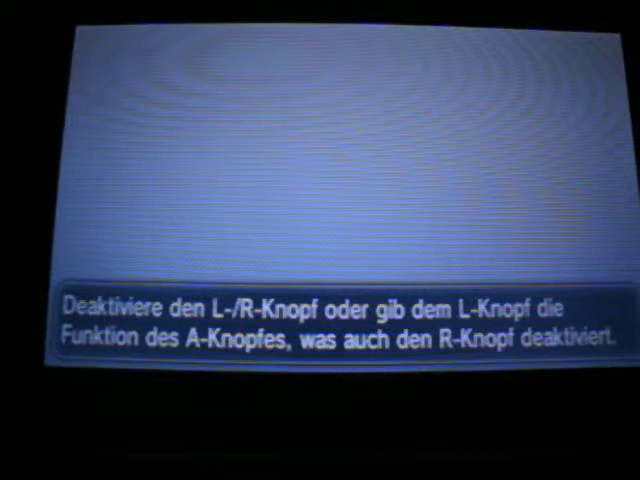 Deaktiviere den L-/R-Knopf oder gib dem L-Knopf die
Funktion des A-Knopfes, was auch den R-Knopf deaktiviert.